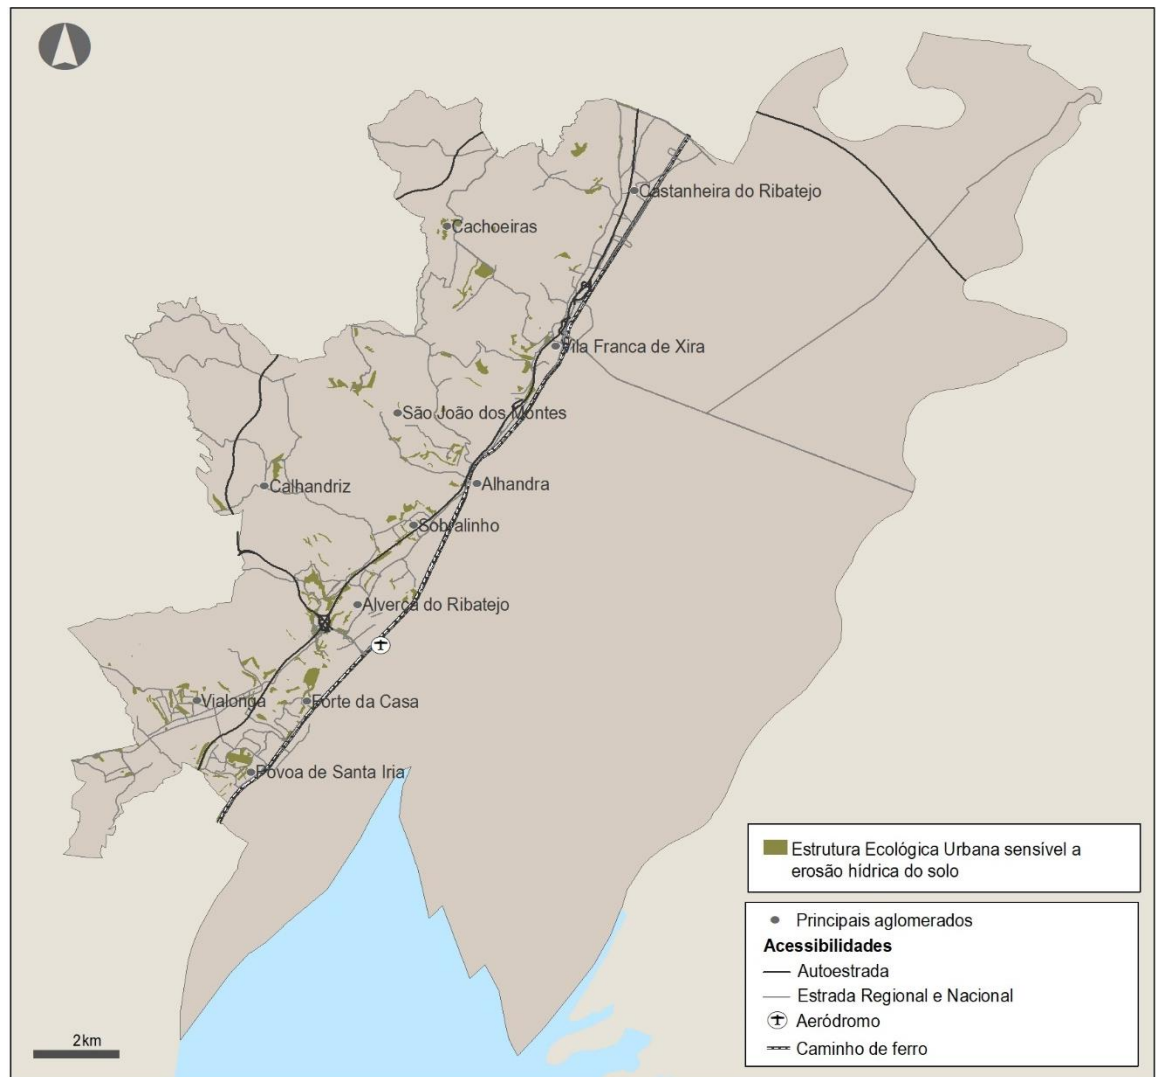 Castanheira do Ribatejo
Cachoeiras
Vila Franca de Xira
São João dos Montes
Calhandriz
Alhandra
Sobralinho
Alverca do Ribatejo
Vialonga
Forte da Casa
Póvoa de Santa Iria
Estrutura Ecológica Urbana sensível a
erosão hídrica do solo
Principais aglomerados
Acessibilidades
Autoestrada
Estrada Regional e Nacional
Aeródromo
Caminho de ferro
2km